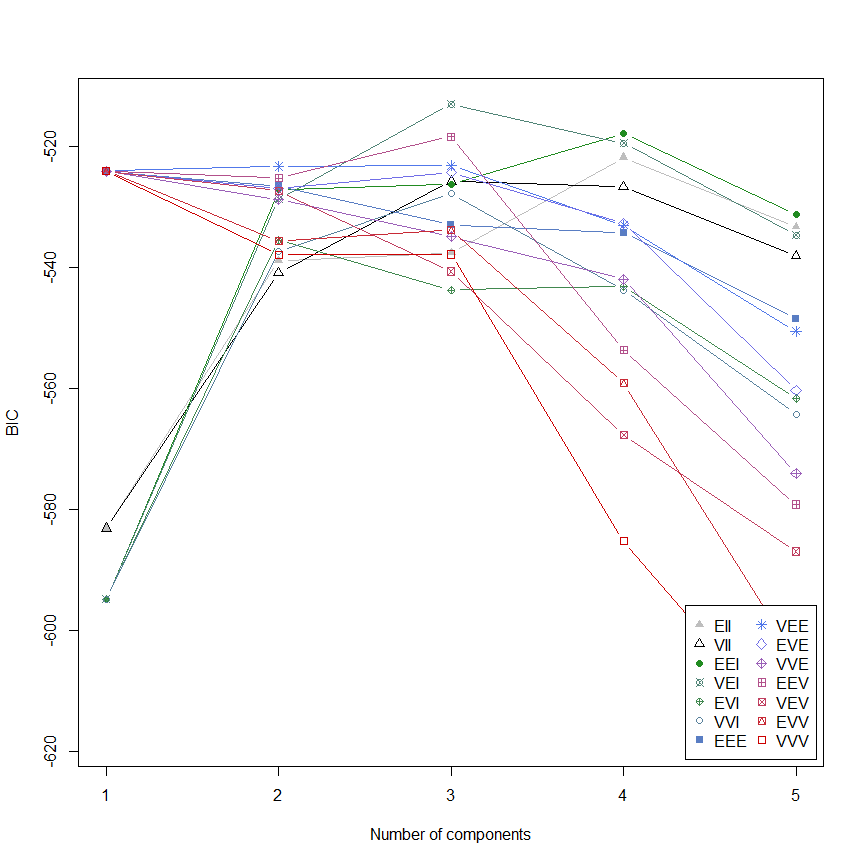 -520
-540
-560
-580
-600
-620
BIC
1 2 3 4 5
Number of components
EII VEE
VII EVE
EEI VVE
VEI EEV
EVI VEV
VVI EVV
EEE VVV